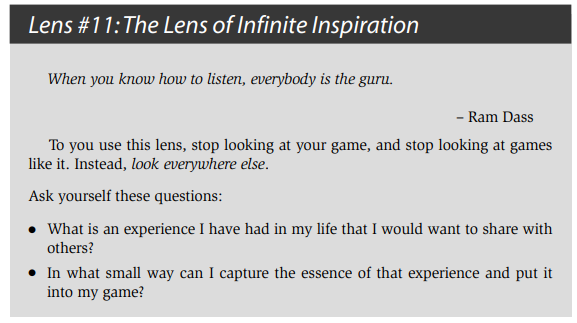 Lens #11: The Lens of Infinite Inspiration
When you know how to listen, everybody is the guru.
– Ram Dass
To you use this lens, stop looking at your game, and stop looking at games
like it. Instead, look everywhere else.
Ask yourself these questions:
● What is an experience I have had in my life that I would want to share with
others?
● In what small way can I capture the essence of that experience and put it
into my game?